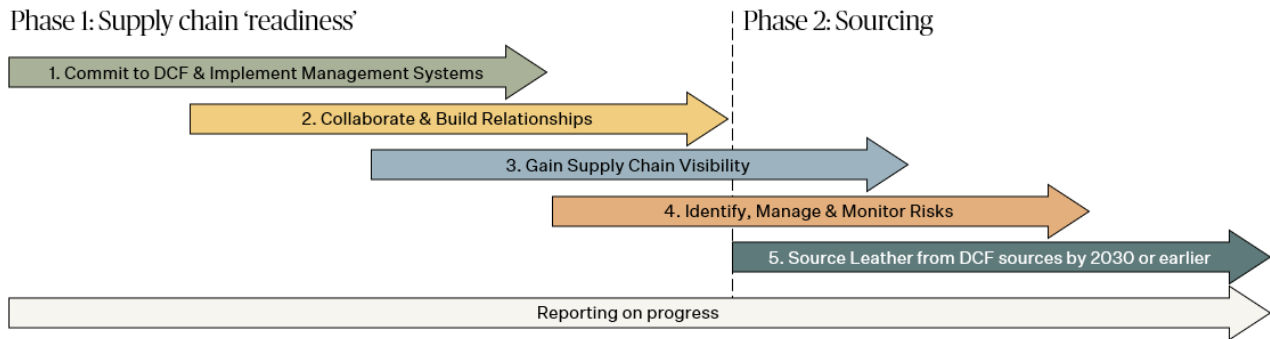 Phase 1: Supply chain ‘readiness’
Phase 2: Sourcing
1. Commit to DCF & Implement Management Systems
2. Collaborate & Build Relationships
3. Gain Supply Chain Visibility
4. Identify, Manage & Monitor Risks
5. Source Leather from DCF sources by 2030 or earlier
Reporting on progress